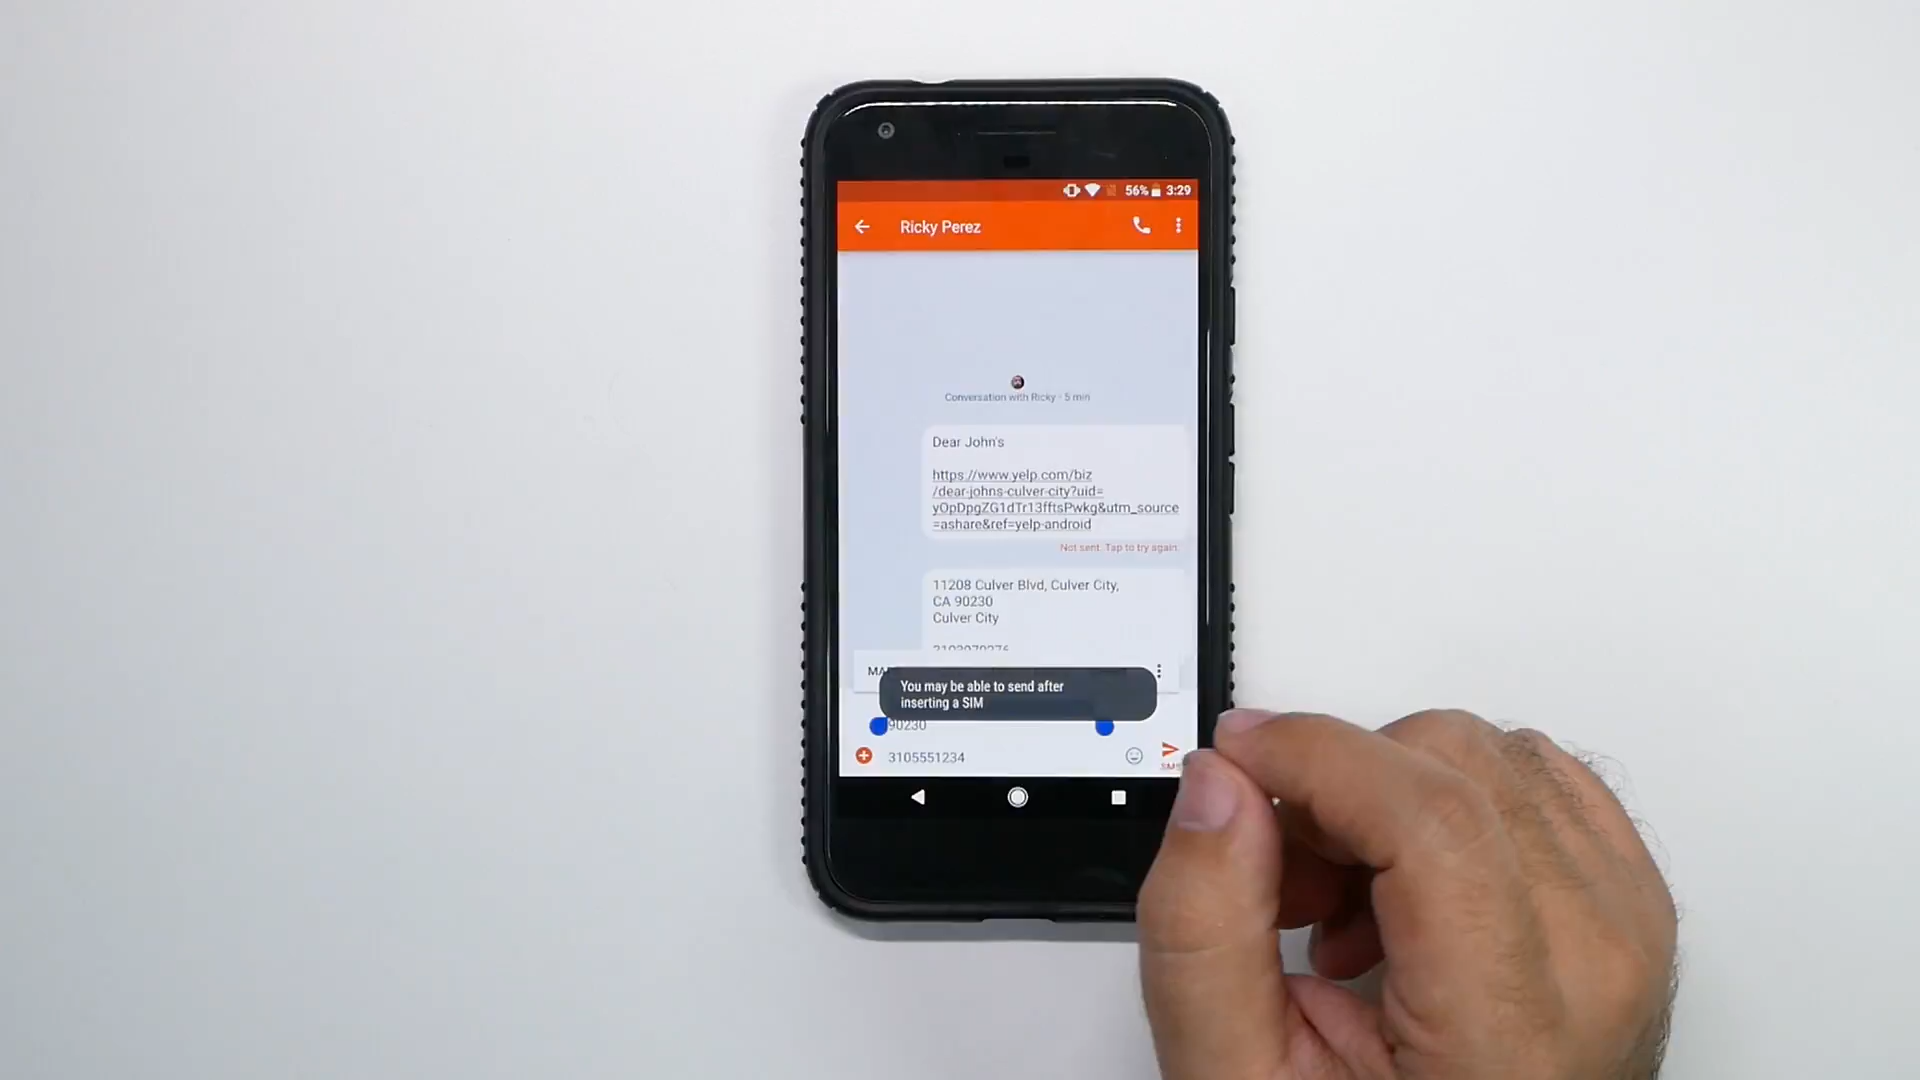 56% 3:29
Ricky Perez
Conversation with Ricky · 5 min
Dear John's
https://www.yelp.com/biz
/dear-johns-culver-city?uid=
yOpDpgZG1dTr13fftsPwkg&utm_source
=ashare&ref=yelp-android
Not sent. Tap to try again.
11208 Culver Blvd, Culver City,
CA 90230
Culver City
You may be able to send after
inserting a SIM
90230
3105551234